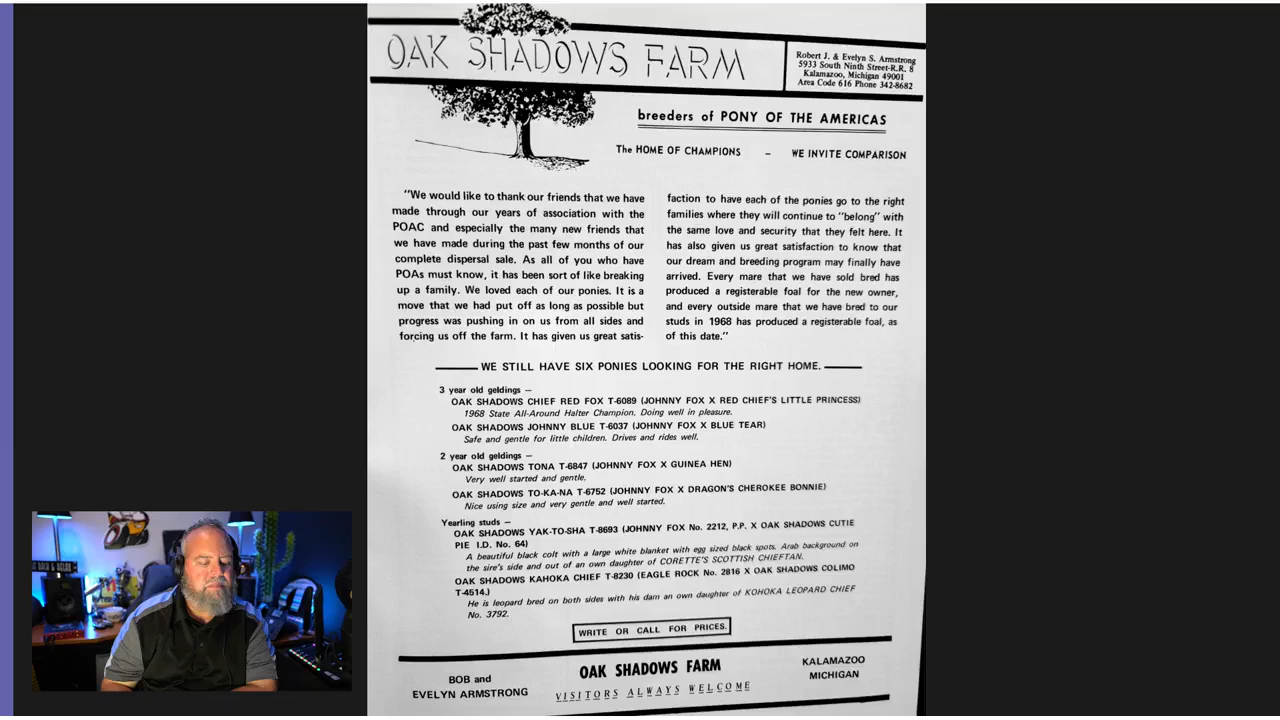 OAK SHADOWS FARM
Robert J. & Evelyn S. Armstrong
5933 South Ninth Street-R.R. 8
Kalamazoo, Michigan 49001
Area Code 616 Phone 342-8682
breeders of PONY OF THE AMERICAS
The HOME OF CHAMPIONS – WE INVITE COMPARISON
"We would like to thank our friends that we have
made through our years of association with the
POAC and especially the many new friends that
we have made during the past few months of our
complete dispersal sale. As all of you who have
POAs must know, it has been sort of like breaking
up a family. We loved each of our ponies. It is a
move that we had put off as long as possible but
progress was pushing in on us from all sides and
forcing us off the farm. It has given us great satis-
faction to have each of the ponies go to the right
families where they will continue to "belong" with
the same love and security that they felt here. It
has also given us great satisfaction to know that
our dream and breeding program may finally have
arrived. Every mare that we have sold bred has
produced a registerable foal for the new owner,
and every outside mare that we have bred to our
studs in 1968 has produced a registerable foal, as
of this date."
WE STILL HAVE SIX PONIES LOOKING FOR THE RIGHT HOME.
3 year old geldings —
OAK SHADOWS CHIEF RED FOX T-6089 (JOHNNY FOX X RED CHIEF'S LITTLE PRINCESS)
1968 State All-Around Halter Champion. Doing well in pleasure.
OAK SHADOWS JOHNNY BLUE T-6037 (JOHNNY FOX X BLUE TEAR)
Safe and gentle for little children. Drives and rides well.
2 year old geldings —
OAK SHADOWS TONA T-6847 (JOHNNY FOX X GUINEA HEN)
Very well started and gentle.
OAK SHADOWS TO-KA-NA T-6752 (JOHNNY FOX X DRAGON'S CHEROKEE BONNIE)
Nice using size and very gentle and well started.
Yearling studs —
OAK SHADOWS YAK-TO-SHA T-8693 (JOHNNY FOX No. 2212, P.P. X OAK SHADOWS CUTIE
PIE I.D. No. 64)
A beautiful black colt with a large white blanket with egg sized black spots. Arab background on
the sire's side and out of an own daughter of CORETTE'S SCOTTISH CHIEFTAN.
OAK SHADOWS KAHOKA CHIEF T-8230 (EAGLE ROCK No. 2816 X OAK SHADOWS COLIMO
T-4514.)
He is leopard bred on both sides with his dam an own daughter of KOHOKA LEOPARD CHIEF
No. 3792.
WRITE OR CALL FOR PRICES.
BOB and
EVELYN ARMSTRONG
OAK SHADOWS FARM
VISITORS ALWAYS WELCOME
KALAMAZOO
MICHIGAN